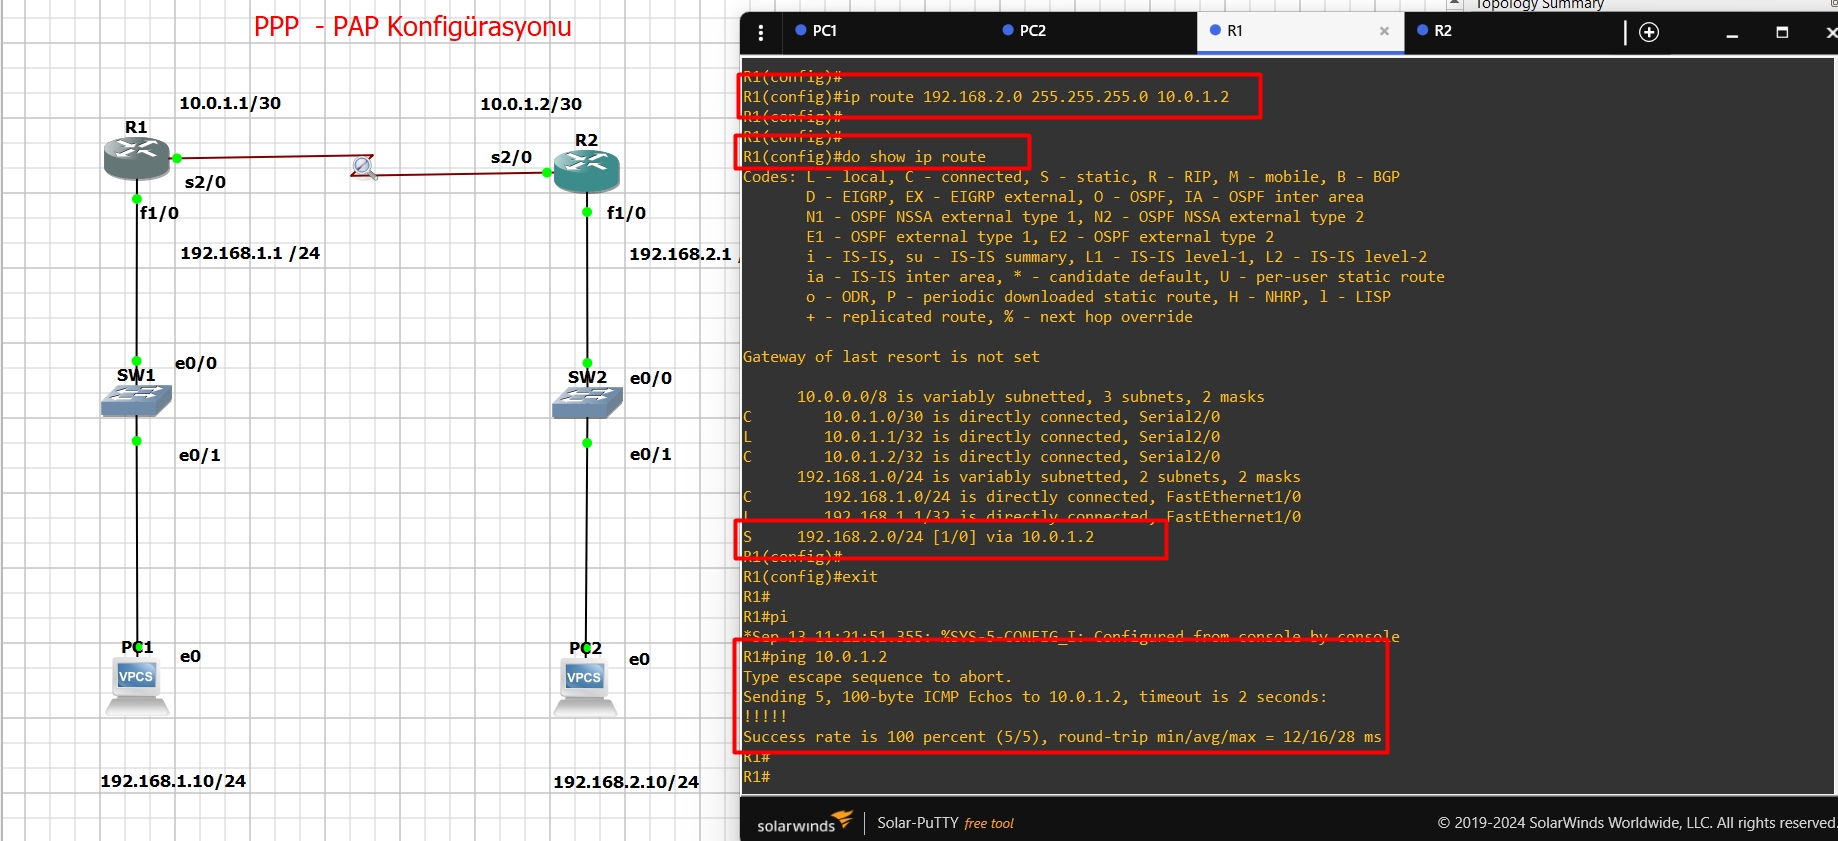 PPP - PAP Konfigürasyonu
10.0.1.1/30
10.0.1.2/30
R1
R2
s2/0
s2/0
f1/0
f1/0
192.168.1.1 /24
192.168.2.1 /
e0/0
SW1
SW2
e0/0
e0/1
e0/1
PC1
e0
PC2
e0
VPCS
VPCS
192.168.1.10/24
192.168.2.10/24
Topology Summary
PC1
PC2
R1
R2
R1(config)#
R1(config)#ip route 192.168.2.0 255.255.255.0 10.0.1.2
R1(config)#
R1(config)#
R1(config)#do show ip route
Codes: L - local, C - connected, S - static, R - RIP, M - mobile, B - BGP
D - EIGRP, EX - EIGRP external, O - OSPF, IA - OSPF inter area
N1 - OSPF NSSA external type 1, N2 - OSPF NSSA external type 2
E1 - OSPF external type 1, E2 - OSPF external type 2
i - IS-IS, su - IS-IS summary, L1 - IS-IS level-1, L2 - IS-IS level-2
ia - IS-IS inter area, * - candidate default, U - per-user static route
o - ODR, P - periodic downloaded static route, H - NHRP, l - LISP
+ - replicated route, % - next hop override
Gateway of last resort is not set
10.0.0.0/8 is variably subnetted, 3 subnets, 2 masks
C 10.0.1.0/30 is directly connected, Serial2/0
L 10.0.1.1/32 is directly connected, Serial2/0
C 10.0.1.2/32 is directly connected, Serial2/0
192.168.1.0/24 is variably subnetted, 2 subnets, 2 masks
C 192.168.1.0/24 is directly connected, FastEthernet1/0
L 192.168.1.1/32 is directly connected, FastEthernet1/0
S 192.168.2.0/24 [1/0] via 10.0.1.2
R1(config)#
R1(config)#exit
R1#
R1#pi
*Sep 13 11:21:51.355: %SYS-5-CONFIG_I: Configured from console by console
R1#ping 10.0.1.2
Type escape sequence to abort.
Sending 5, 100-byte ICMP Echos to 10.0.1.2, timeout is 2 seconds:
!!!!!
Success rate is 100 percent (5/5), round-trip min/avg/max = 12/16/28 ms
R1#
R1#
solarwinds
Solar-PuTTY free tool
© 2019-2024 SolarWinds Worldwide, LLC. All rights reserved.